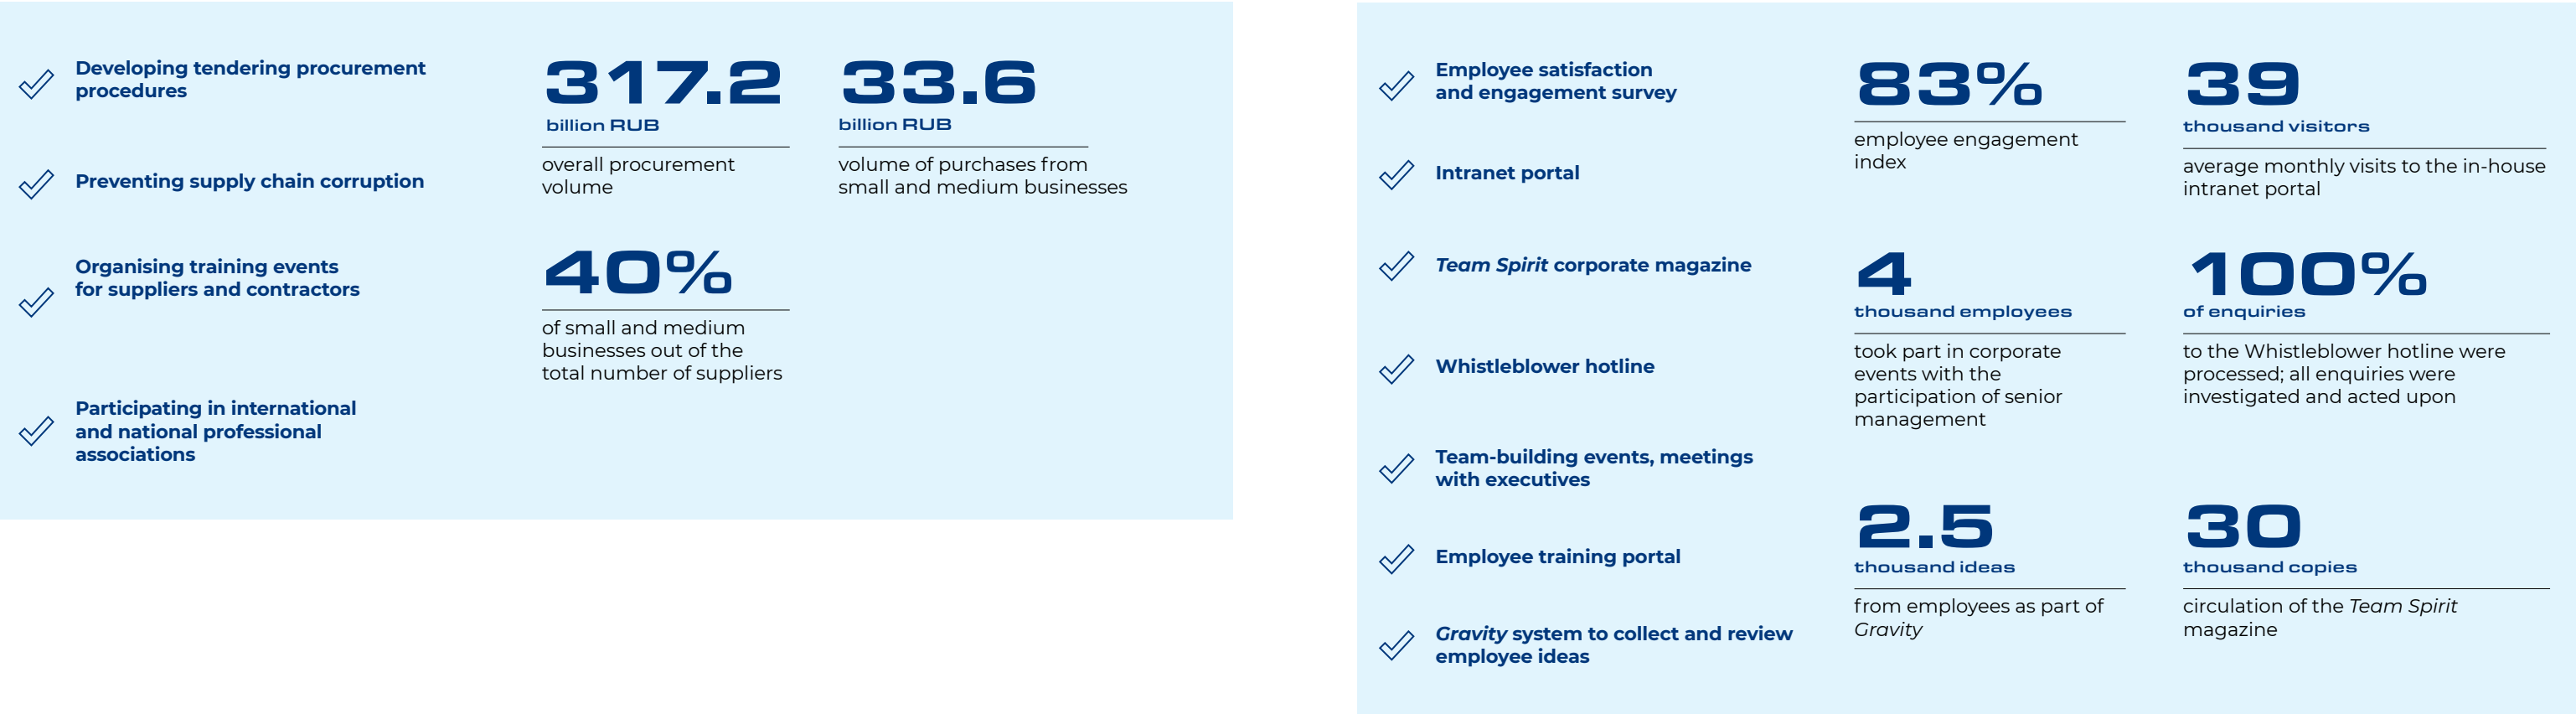 Developing tendering procurement
procedures
Preventing supply chain corruption
Organising training events
for suppliers and contractors
Participating in international
and national professional
associations
317.2
billion RUB
overall procurement
volume
33.6
billion RUB
volume of purchases from
small and medium businesses
40%
of small and medium
businesses out of the
total number of suppliers
Employee satisfaction
and engagement survey
Intranet portal
Team Spirit corporate magazine
Whistleblower hotline
Team-building events, meetings
with executives
Employee training portal
Gravity system to collect and review
employee ideas
83%
employee engagement
index
39
thousand visitors
average monthly visits to the in-house
intranet portal
4
thousand employees
took part in corporate
events with the
participation of senior
management
100%
of enquiries
to the Whistleblower hotline were
processed; all enquiries were
investigated and acted upon
2.5
thousand ideas
from employees as part of
Gravity
30
thousand copies
circulation of the Team Spirit
magazine